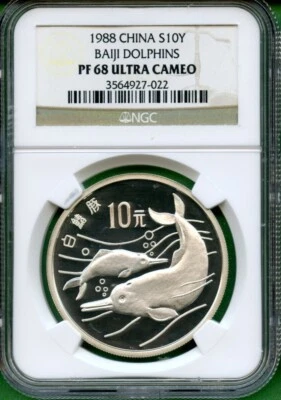 1988 CHINA S10Y
BAIJI DOLPHINS
PF 68 ULTRA CAMEO
3564927-022
NGC
10元
白鱀豚